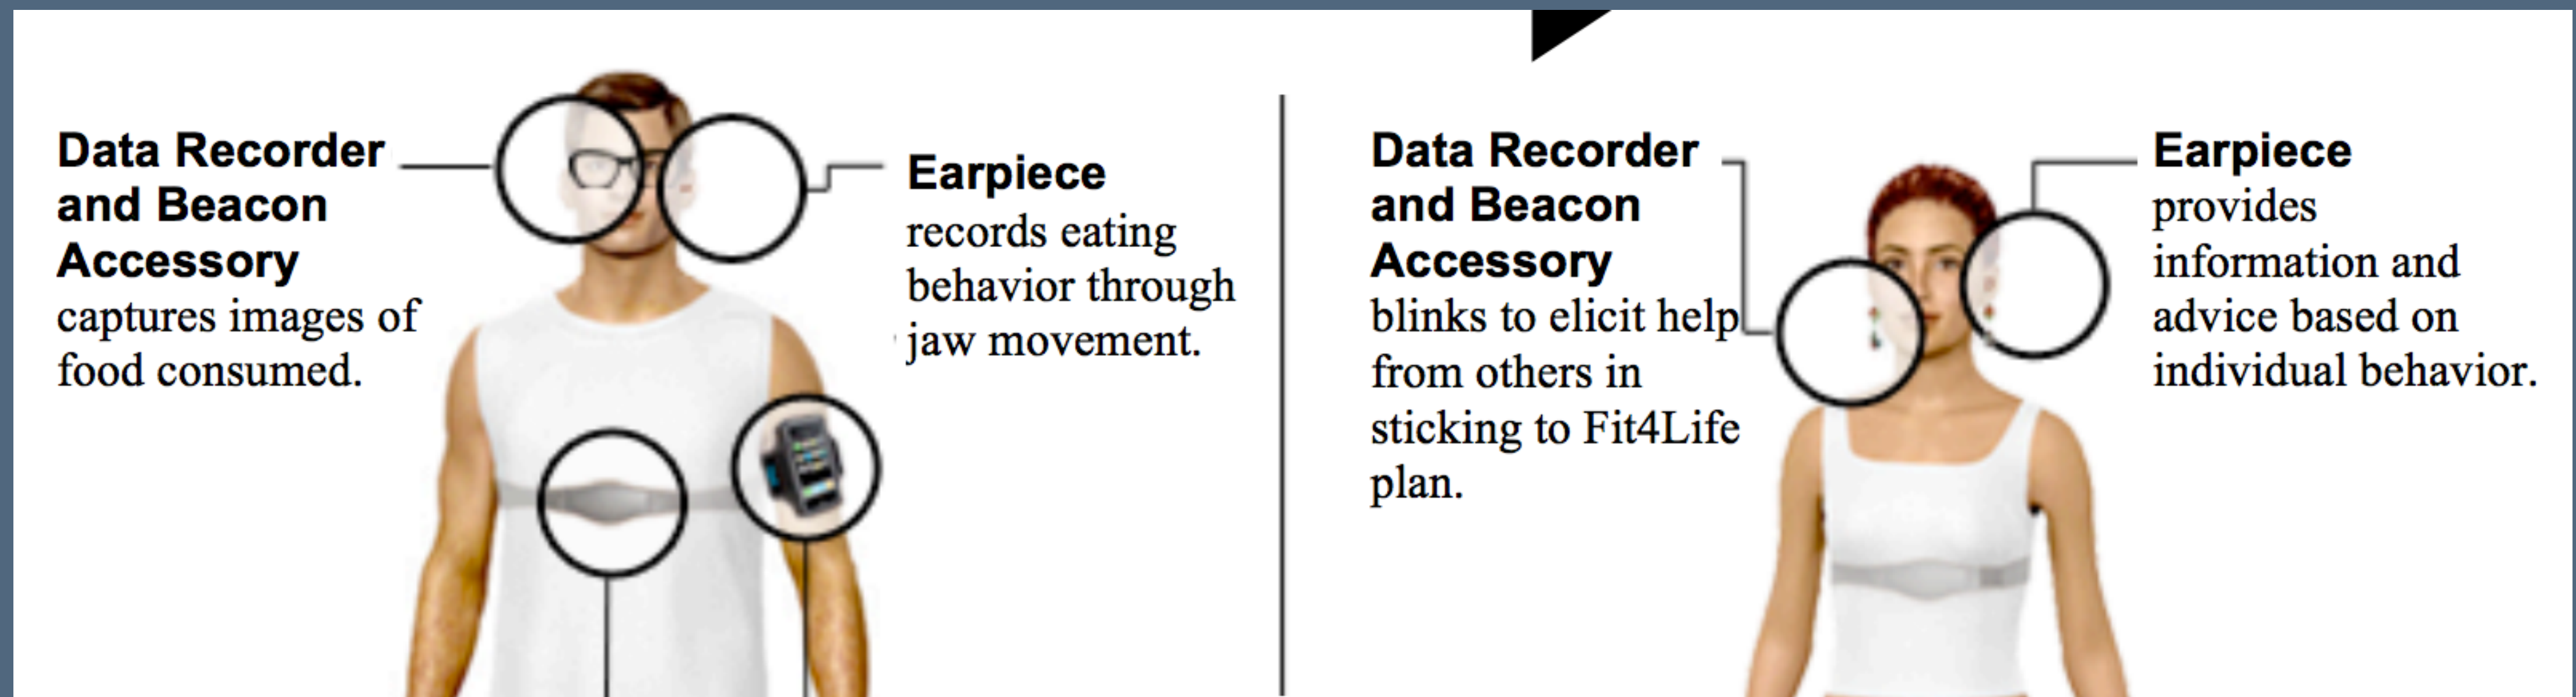 Data Recorder
and Beacon
Accessory
captures images of
food consumed.
Earpiece
records eating
behavior through
jaw movement.
Data Recorder
and Beacon
Accessory
blinks to elicit help
from others in
sticking to Fit4Life
plan.
Earpiece
provides
information and
advice based on
individual behavior.